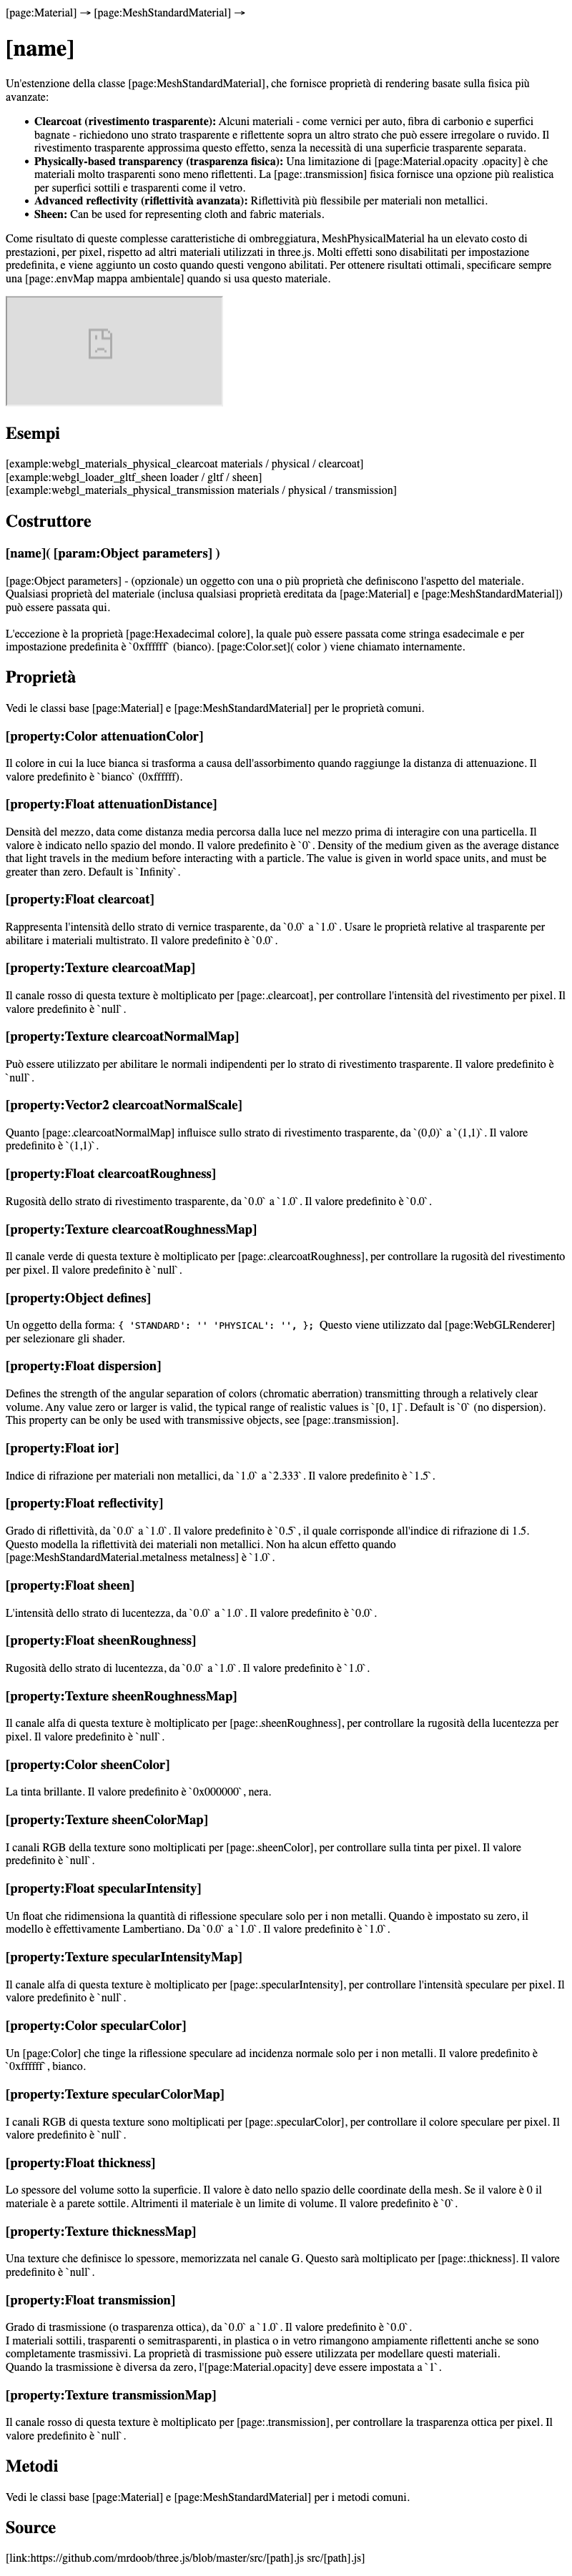 [page:Material] → [page:MeshStandardMaterial] →
[name]
Un'estenzione della classe [page:MeshStandardMaterial], che fornisce proprietà di rendering basate sulla fisica più
avanzate:
Clearcoat (rivestimento trasparente): Alcuni materiali - come vernici per auto, fibra di carbonio e superfici
bagnate - richiedono uno strato trasparente e riflettente sopra un altro strato che può essere irregolare o ruvido. Il
rivestimento trasparente approssima questo effetto, senza la necessità di una superficie trasparente separata.
Physically-based transparency (trasparenza fisica): Una limitazione di [page:Material.opacity .opacity] è che
materiali molto trasparenti sono meno riflettenti. La [page:.transmission] fisica fornisce una opzione più realistica
per superfici sottili e trasparenti come il vetro.
Advanced reflectivity (riflettività avanzata): Riflettività più flessibile per materiali non metallici.
Sheen: Can be used for representing cloth and fabric materials.
Come risultato di queste complesse caratteristiche di ombreggiatura, MeshPhysicalMaterial ha un elevato costo di
prestazioni, per pixel, rispetto ad altri materiali utilizzati in three.js. Molti effetti sono disabilitati per impostazione
predefinita, e viene aggiunto un costo quando questi vengono abilitati. Per ottenere risultati ottimali, specificare sempre
una [page:.envMap mappa ambientale] quando si usa questo materiale.
Esempi
[example:webgl_materials_physical_clearcoat materials / physical / clearcoat]
[example:webgl_loader_gltf_sheen loader / gltf / sheen]
[example:webgl_materials_physical_transmission materials / physical / transmission]
Costruttore
[name]( [param:Object parameters] )
[page:Object parameters] - (opzionale) un oggetto con una o più proprietà che definiscono l'aspetto del materiale.
Qualsiasi proprietà del materiale (inclusa qualsiasi proprietà ereditata da [page:Material] e [page:MeshStandardMaterial])
può essere passata qui.
L'eccezione è la proprietà [page:Hexadecimal colore], la quale può essere passata come stringa esadecimale e per
impostazione predefinita è `0xffffff` (bianco). [page:Color.set]( color ) viene chiamato internamente.
Proprietà
Vedi le classi base [page:Material] e [page:MeshStandardMaterial] per le proprietà comuni.
[property:Color attenuationColor]
Il colore in cui la luce bianca si trasforma a causa dell'assorbimento quando raggiunge la distanza di attenuazione. Il
valore predefinito è `bianco` (0xffffff).
[property:Float attenuationDistance]
Densità del mezzo, data come distanza media percorsa dalla luce nel mezzo prima di interagire con una particella. Il
valore è indicato nello spazio del mondo. Il valore predefinito è `0`. Density of the medium given as the average distance
that light travels in the medium before interacting with a particle. The value is given in world space units, and must be
greater than zero. Default is `Infinity`.
[property:Float clearcoat]
Rappresenta l'intensità dello strato di vernice trasparente, da `0.0` a `1.0`. Usare le proprietà relative al trasparente per
abilitare i materiali multistrato. Il valore predefinito è `0.0`.
[property:Texture clearcoatMap]
Il canale rosso di questa texture è moltiplicato per [page:.clearcoat], per controllare l'intensità del rivestimento per pixel. Il
valore predefinito è `null`.
[property:Texture clearcoatNormalMap]
Può essere utilizzato per abilitare le normali indipendenti per lo strato di rivestimento trasparente. Il valore predefinito è
`null`.
[property:Vector2 clearcoatNormalScale]
Quanto [page:.clearcoatNormalMap] influisce sullo strato di rivestimento trasparente, da `(0,0)` a `(1,1)`. Il valore
predefinito è `(1,1)`.
[property:Float clearcoatRoughness]
Rugosità dello strato di rivestimento trasparente, da `0.0` a `1.0`. Il valore predefinito è `0.0`.
[property:Texture clearcoatRoughnessMap]
Il canale verde di questa texture è moltiplicato per [page:.clearcoatRoughness], per controllare la rugosità del rivestimento
per pixel. Il valore predefinito è `null`.
[property:Object defines]
Un oggetto della forma: { 'STANDARD': '' 'PHYSICAL': '', }; Questo viene utilizzato dal [page:WebGLRenderer]
per selezionare gli shader.
[property:Float dispersion]
Defines the strength of the angular separation of colors (chromatic aberration) transmitting through a relatively clear
volume. Any value zero or larger is valid, the typical range of realistic values is `[0, 1]`. Default is `0` (no dispersion).
This property can be only be used with transmissive objects, see [page:.transmission].
[property:Float ior]
Indice di rifrazione per materiali non metallici, da `1.0` a `2.333`. Il valore predefinito è `1.5`.
[property:Float reflectivity]
Grado di riflettività, da `0.0` a `1.0`. Il valore predefinito è `0.5`, il quale corrisponde all'indice di rifrazione di 1.5.
Questo modella la riflettività dei materiali non metallici. Non ha alcun effetto quando
[page:MeshStandardMaterial.metalness metalness] è `1.0`.
[property:Float sheen]
L'intensità dello strato di lucentezza, da `0.0` a `1.0`. Il valore predefinito è `0.0`.
[property:Float sheenRoughness]
Rugosità dello strato di lucentezza, da `0.0` a `1.0`. Il valore predefinito è `1.0`.
[property:Texture sheenRoughnessMap]
Il canale alfa di questa texture è moltiplicato per [page:.sheenRoughness], per controllare la rugosità della lucentezza per
pixel. Il valore predefinito è `null`.
[property:Color sheenColor]
La tinta brillante. Il valore predefinito è `0x000000`, nera.
[property:Texture sheenColorMap]
I canali RGB della texture sono moltiplicati per [page:.sheenColor], per controllare sulla tinta per pixel. Il valore
predefinito è `null`.
[property:Float specularIntensity]
Un float che ridimensiona la quantità di riflessione speculare solo per i non metalli. Quando è impostato su zero, il
modello è effettivamente Lambertiano. Da `0.0` a `1.0`. Il valore predefinito è `1.0`.
[property:Texture specularIntensityMap]
Il canale alfa di questa texture è moltiplicato per [page:.specularIntensity], per controllare l'intensità speculare per pixel. Il
valore predefinito è `null`.
[property:Color specularColor]
Un [page:Color] che tinge la riflessione speculare ad incidenza normale solo per i non metalli. Il valore predefinito è
`0xffffff`, bianco.
[property:Texture specularColorMap]
I canali RGB di questa texture sono moltiplicati per [page:.specularColor], per controllare il colore speculare per pixel. Il
valore predefinito è `null`.
[property:Float thickness]
Lo spessore del volume sotto la superficie. Il valore è dato nello spazio delle coordinate della mesh. Se il valore è 0 il
materiale è a parete sottile. Altrimenti il materiale è un limite di volume. Il valore predefinito è `0`.
[property:Texture thicknessMap]
Una texture che definisce lo spessore, memorizzata nel canale G. Questo sarà moltiplicato per [page:.thickness]. Il valore
predefinito è `null`.
[property:Float transmission]
Grado di trasmissione (o trasparenza ottica), da `0.0` a `1.0`. Il valore predefinito è `0.0`.
I materiali sottili, trasparenti o semitrasparenti, in plastica o in vetro rimangono ampiamente riflettenti anche se sono
completamente trasmissivi. La proprietà di trasmissione può essere utilizzata per modellare questi materiali.
Quando la trasmissione è diversa da zero, l'[page:Material.opacity] deve essere impostata a `1`.
[property:Texture transmissionMap]
Il canale rosso di questa texture è moltiplicato per [page:.transmission], per controllare la trasparenza ottica per pixel. Il
valore predefinito è `null`.
Metodi
Vedi le classi base [page:Material] e [page:MeshStandardMaterial] per i metodi comuni.
Source
[link:https://github.com/mrdoob/three.js/blob/master/src/[path].js src/[path].js]